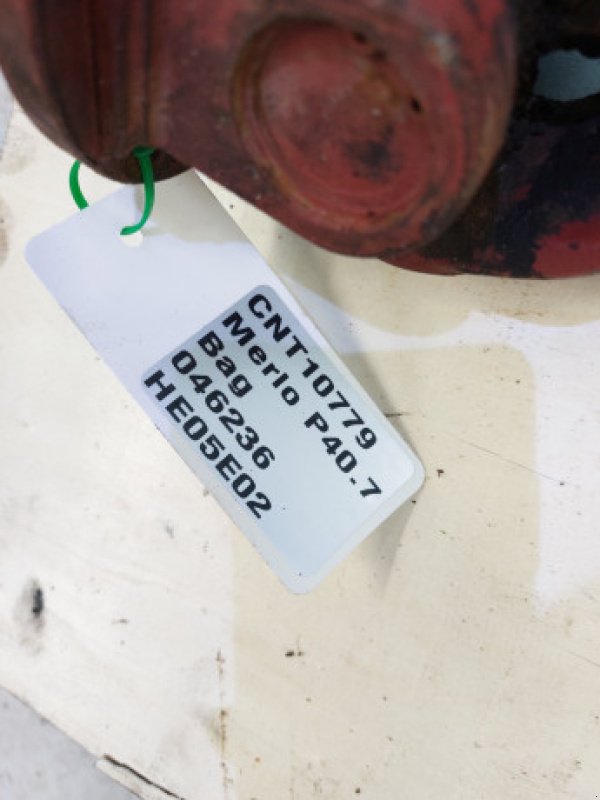 CNT10779
Merlo P40.7
Bag
046236
HE05E02